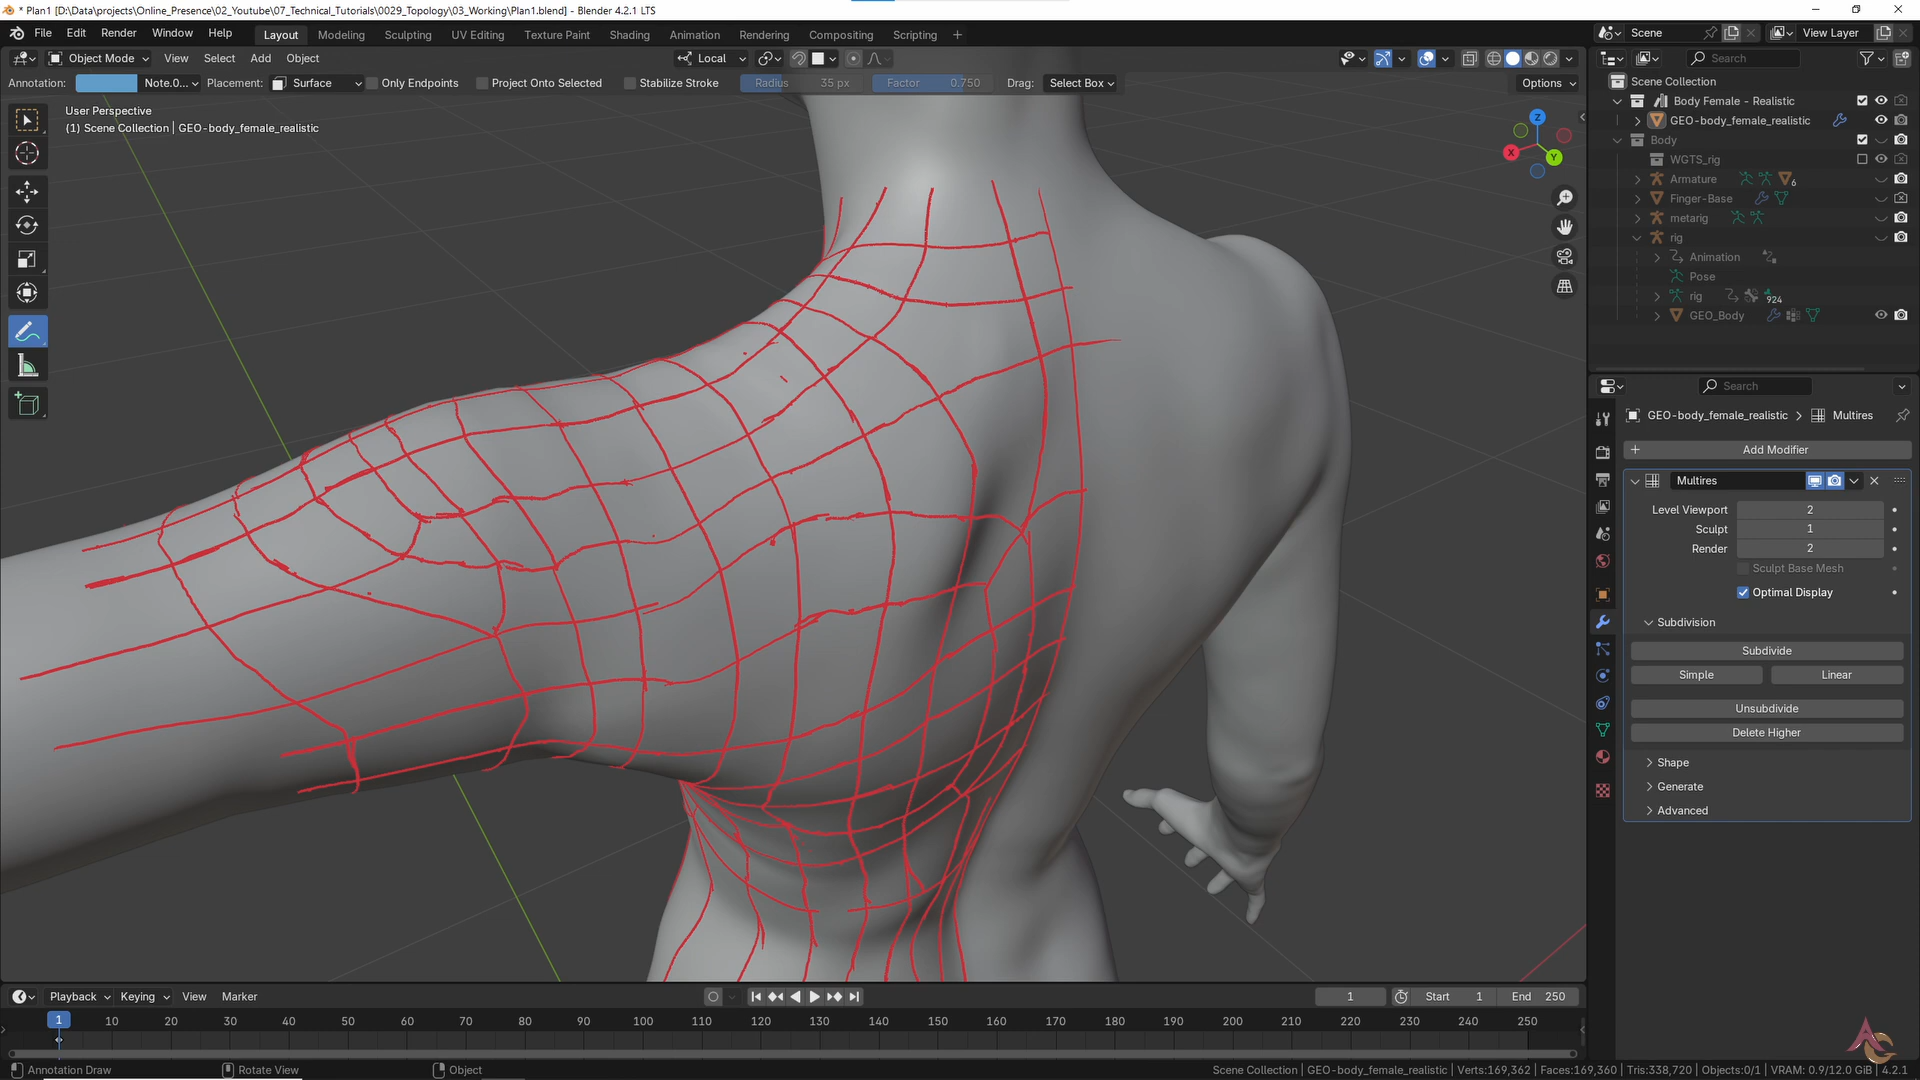 * Plan1 [D:\Data\projects\Online_Presence\02_Youtube\07_Technical_Tutorials\0029_Topology\03_Working\Plan1.blend] - Blender 4.2.1 LTS
File Edit Render Window Help Layout Modeling Sculpting UV Editing Texture Paint Shading Animation Rendering Compositing Scripting + Scene View Layer
Object Mode View Select Add Object Local Search
Annotation: Note.0... Placement: Surface Only Endpoints Project Onto Selected Stabilize Stroke Radius 35 px Factor 0.750 Drag: Select Box Options
User Perspective
(1) Scene Collection | GEO-body_female_realistic
Z
X
Y
Scene Collection
Body Female - Realistic
GEO-body_female_realistic
Body
WGTS_rig
Armature 6
Finger-Base
metarig
rig
Animation
Pose
rig 924
GEO_Body
Search
GEO-body_female_realistic > Multires
+ Add Modifier
Multires
Level Viewport 2
Sculpt 1
Render 2
Sculpt Base Mesh
Optimal Display
Subdivision
Subdivide
Simple Linear
Unsubdivide
Delete Higher
Shape
Generate
Advanced
Playback Keying View Marker 1 Start 1 End 250
1 10 20 30 40 50 60 70 80 90 100 110 120 130 140 150 160 170 180 190 200 210 220 230 240 250
AC
Annotation Draw Rotate View Object Scene Collection | GEO-body_female_realistic | Verts:169,362 | Faces:169,360 | Tris:338,720 | Objects:0/1 | VRAM: 0.9/12.0 GiB | 4.2.1